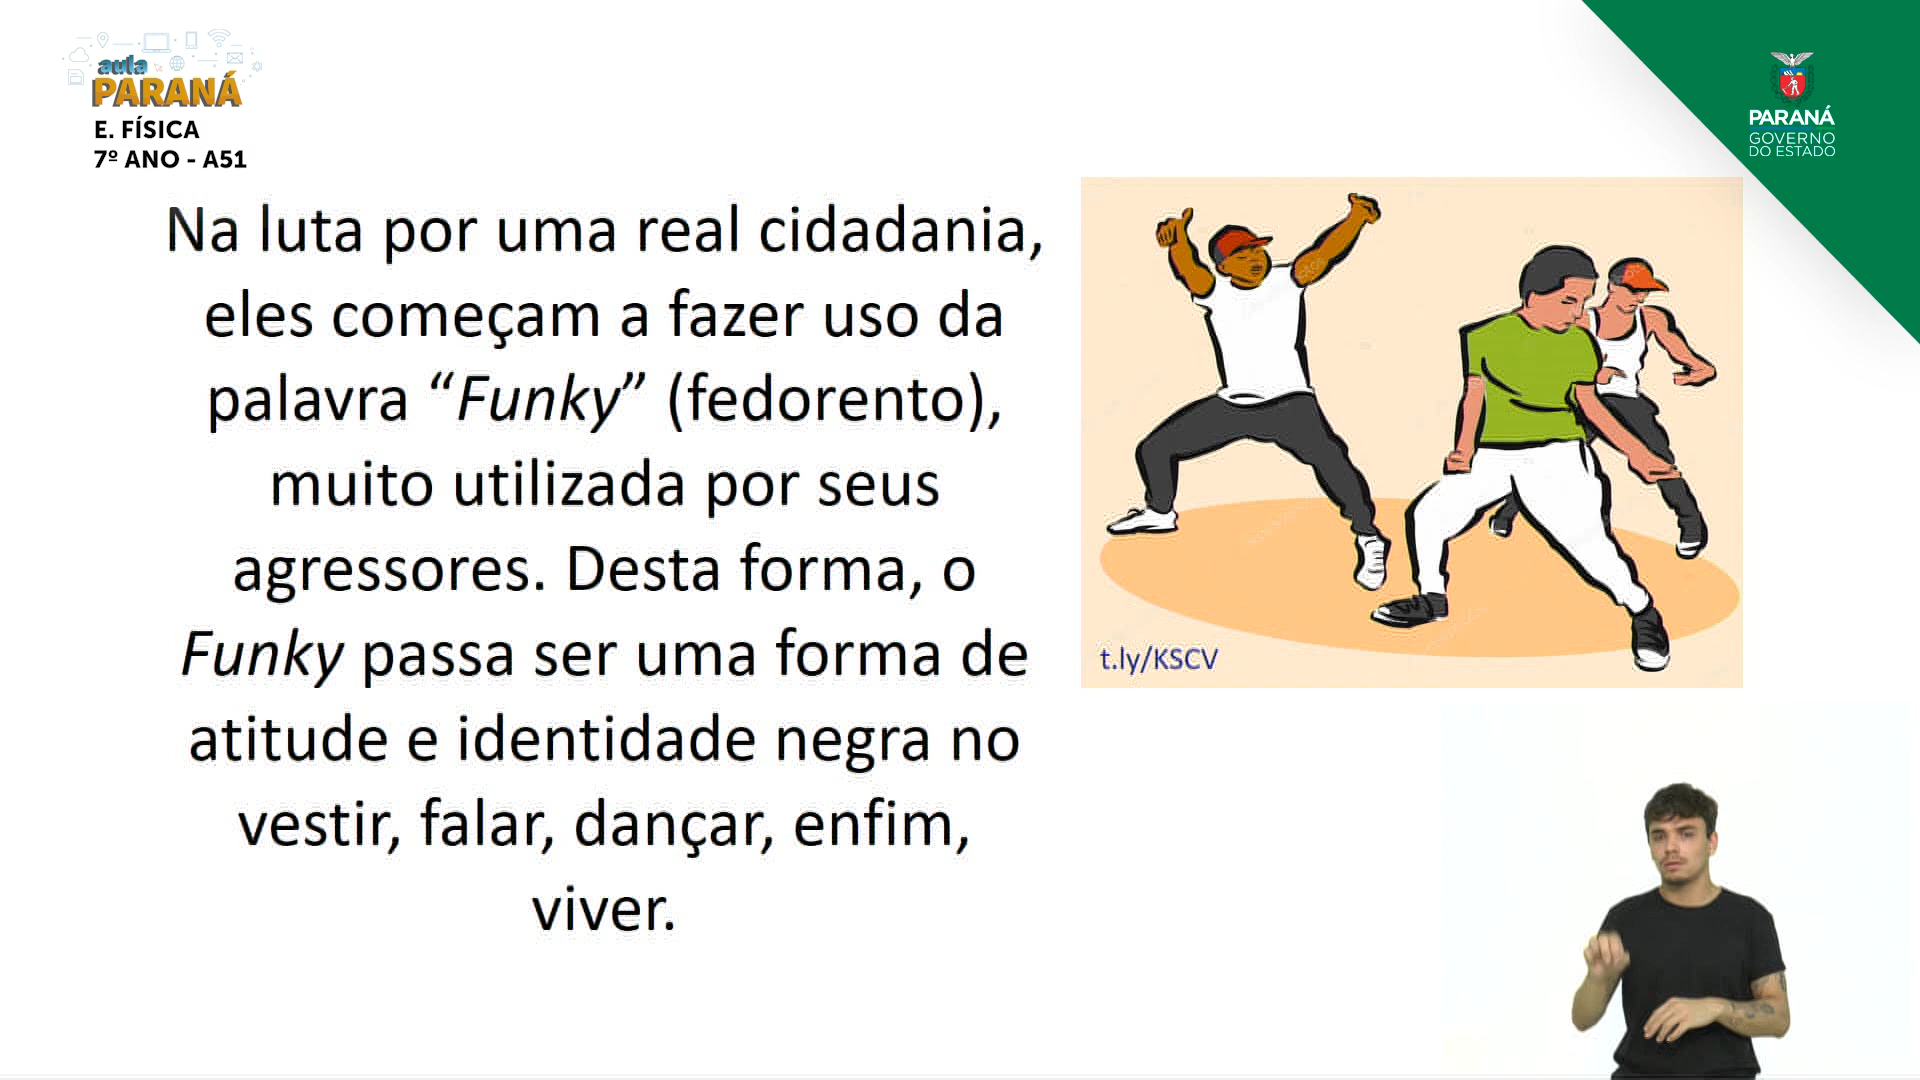 aula
PARANÁ
E. FÍSICA
7º ANO - A51
PARANÁ
GOVERNO
DO ESTADO
Na luta por uma real cidadania,
eles começam a fazer uso da
palavra “Funky” (fedorento),
muito utilizada por seus
agressores. Desta forma, o
Funky passa ser uma forma de
atitude e identidade negra no
vestir, falar, dançar, enfim,
viver.
t.ly/KSCV